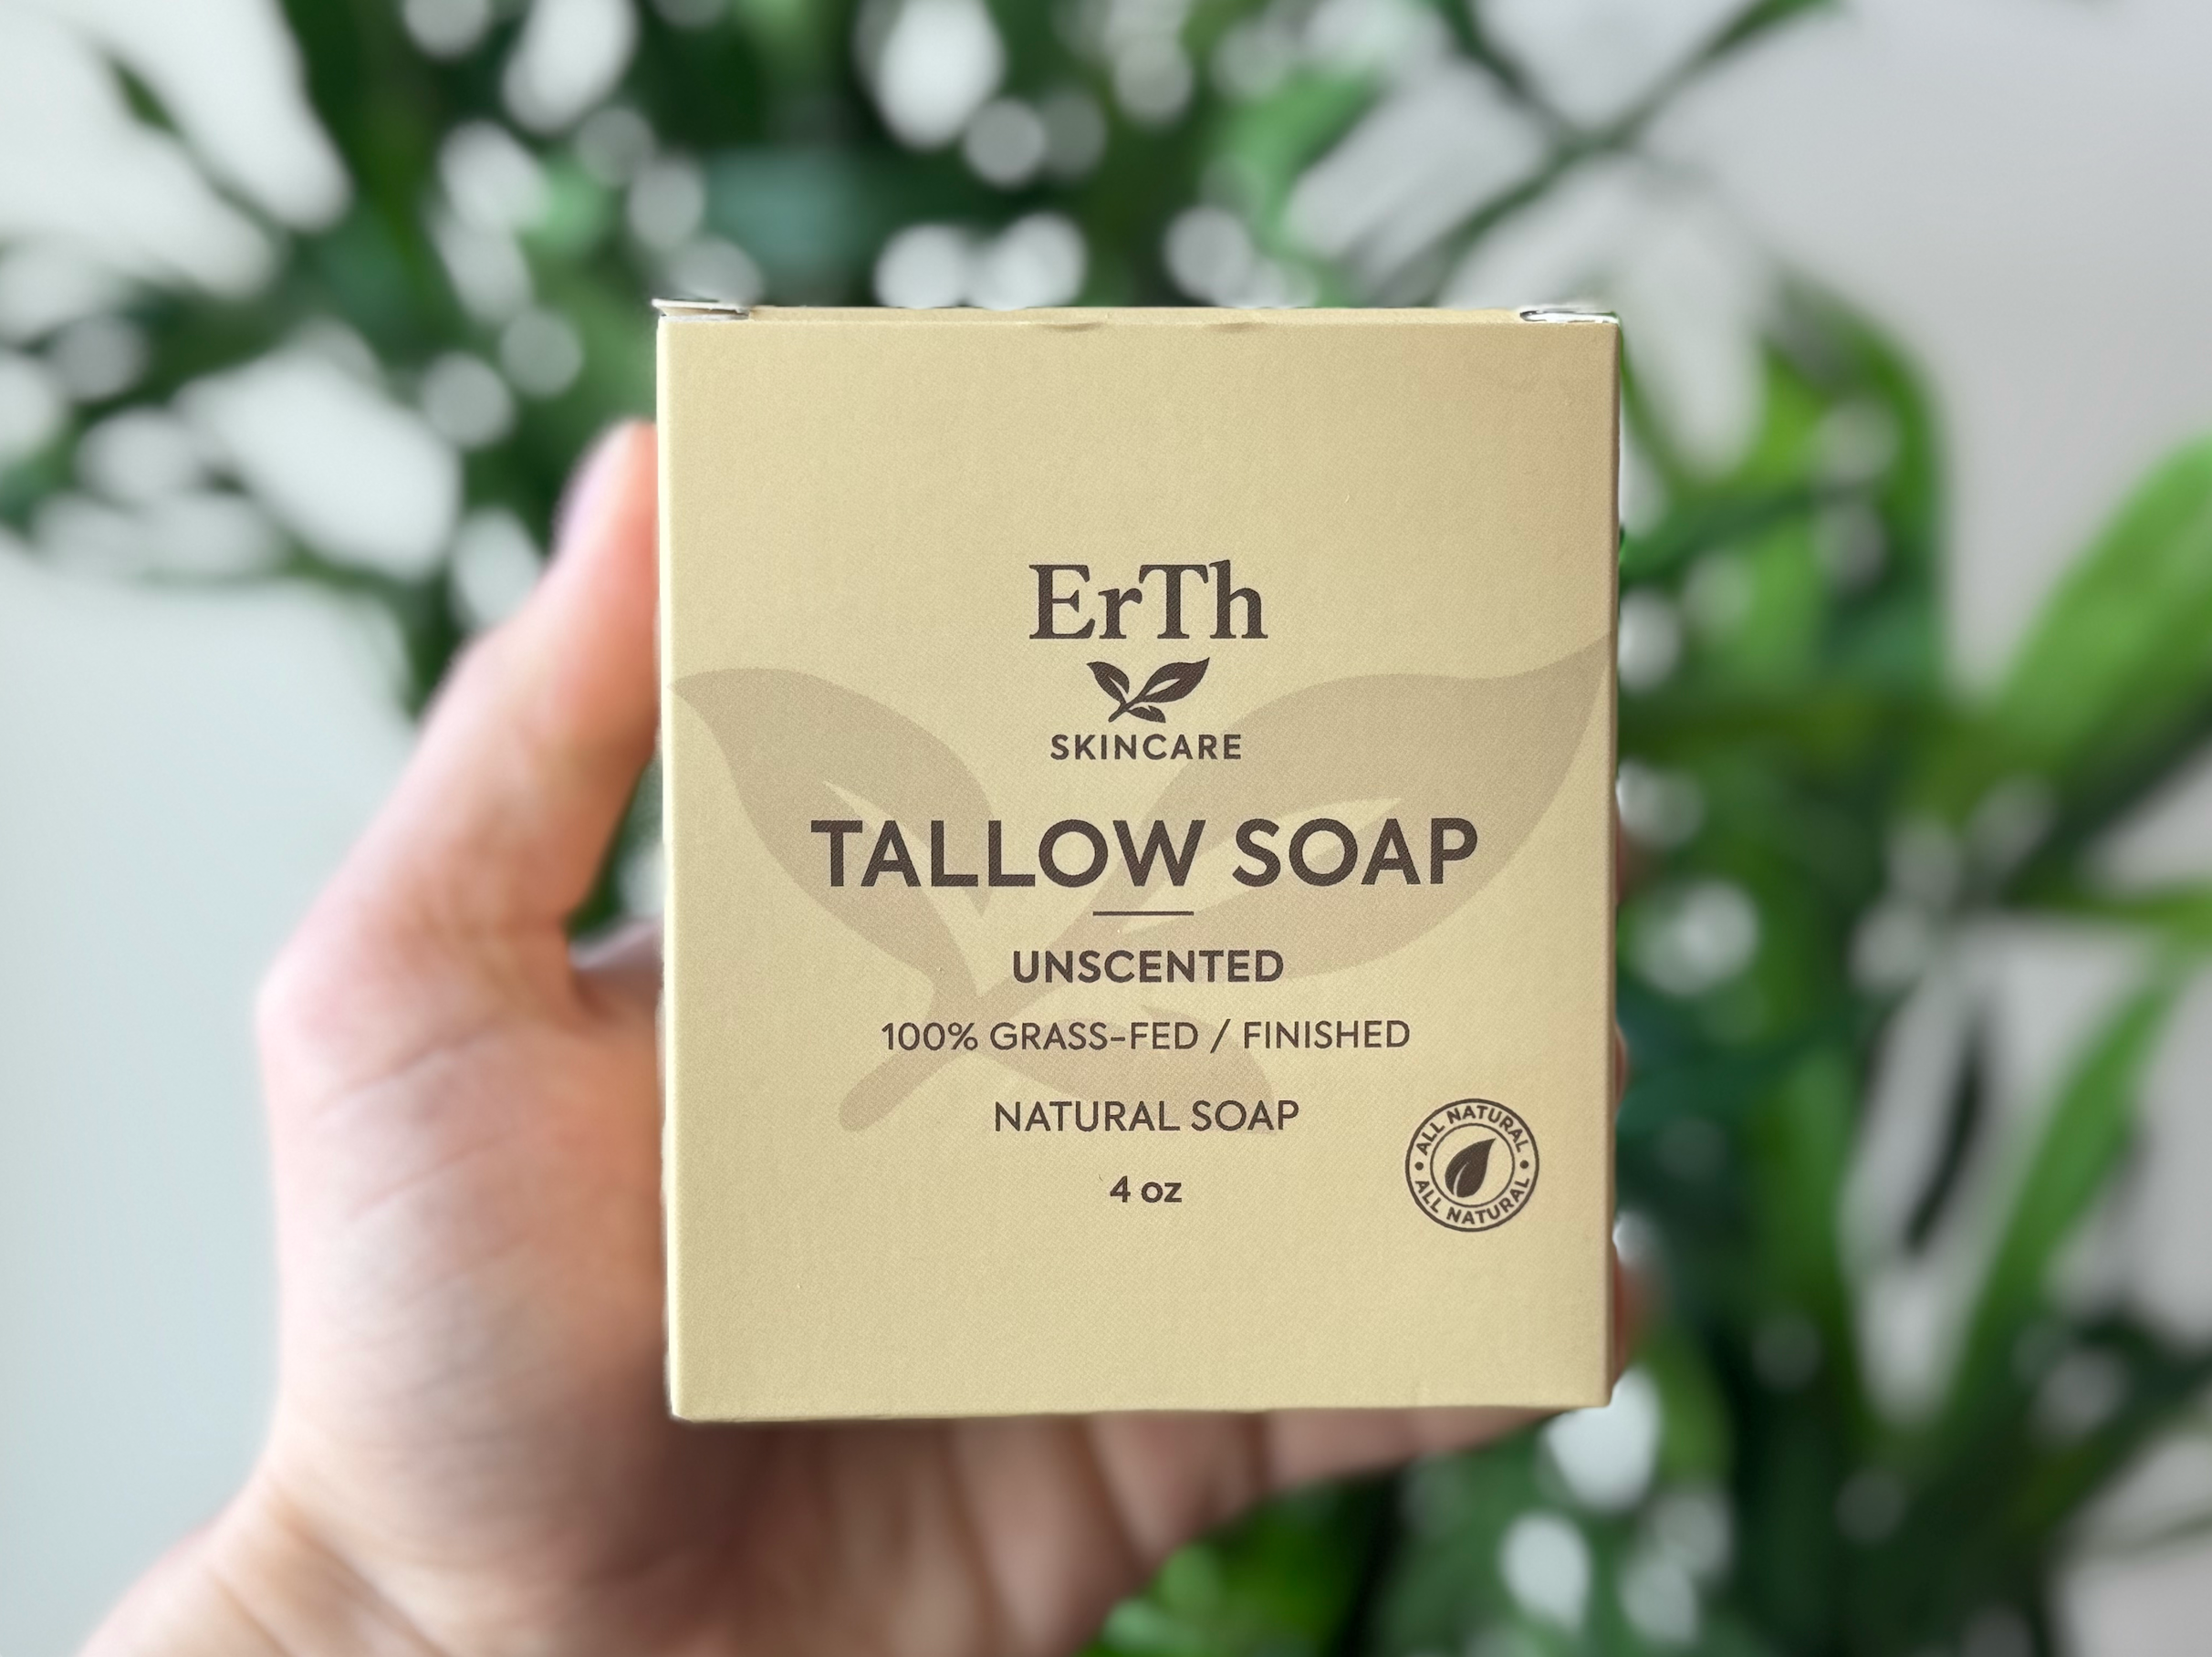 ErTh
SKINCARE
TALLOW SOAP
UNSCENTED
100% GRASS-FED / FINISHED
NATURAL SOAP
4 oz
• ALL NATURAL •
ALL NATURAL